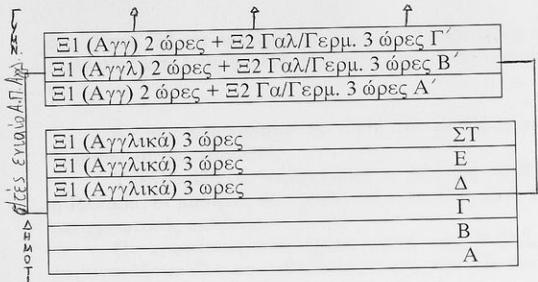 ΓΥΜΝ
Ξ1 (Αγγ) 2 ώρες + Ξ2 Γαλ/Γερμ. 3 ώρες Γ΄
Ξ1 (Αγγλ) 2 ώρες + Ξ2 Γαλ/Γερμ. 3 ώρες Β΄
Ξ1 (Αγγ) 2 ώρες + Ξ2 Γα/Γερμ. 3 ώρες Α΄
Ξ1 (Αγγλικά) 3 ώρες ΣΤ
Ξ1 (Αγγλικά) 3 ώρες Ε
Ξ1 (Αγγλικά) 3 ωρες Δ
Γ
Β
Α
ενιαίο Α.Π.
ΔΗΜΟΤ